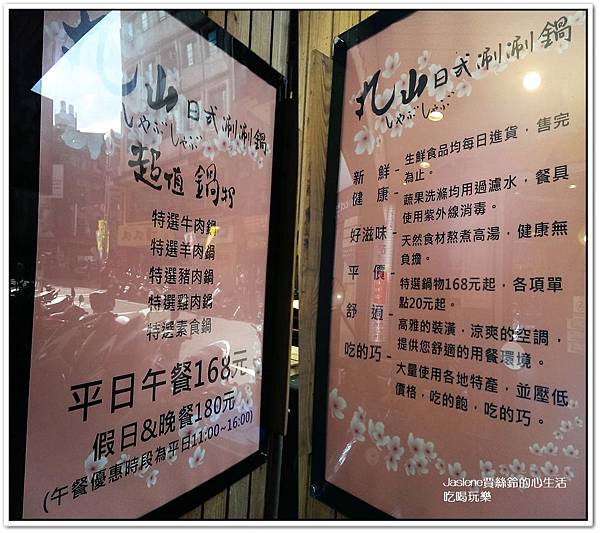 丸山日式涮涮鍋
しゃぶしゃぶ
超值鍋物
特選牛肉鍋
特選羊肉鍋
特選豬肉鍋
特選雞肉鍋
特選素食鍋
平日午餐168元
假日&晚餐180元
(午餐優惠時段為平日11:00~16:00)
丸山日式涮涮鍋
しゃぶしゃぶ
新鮮-生鮮食品均每日進貨，售完
為止。
健康-蔬果洗滌均用過濾水，餐具
使用紫外線消毒。
好滋味-天然食材熬煮高湯，健康無
負擔。
平價-特選鍋物168元起，各項單
點20元起。
舒適-高雅的裝潢，涼爽的空調，
提供您舒適的用餐環境。
吃的巧-大量使用各地特產，並壓低
價格，吃的飽，吃的巧。
Jaslene賈絲鈴的心生活
吃喝玩樂